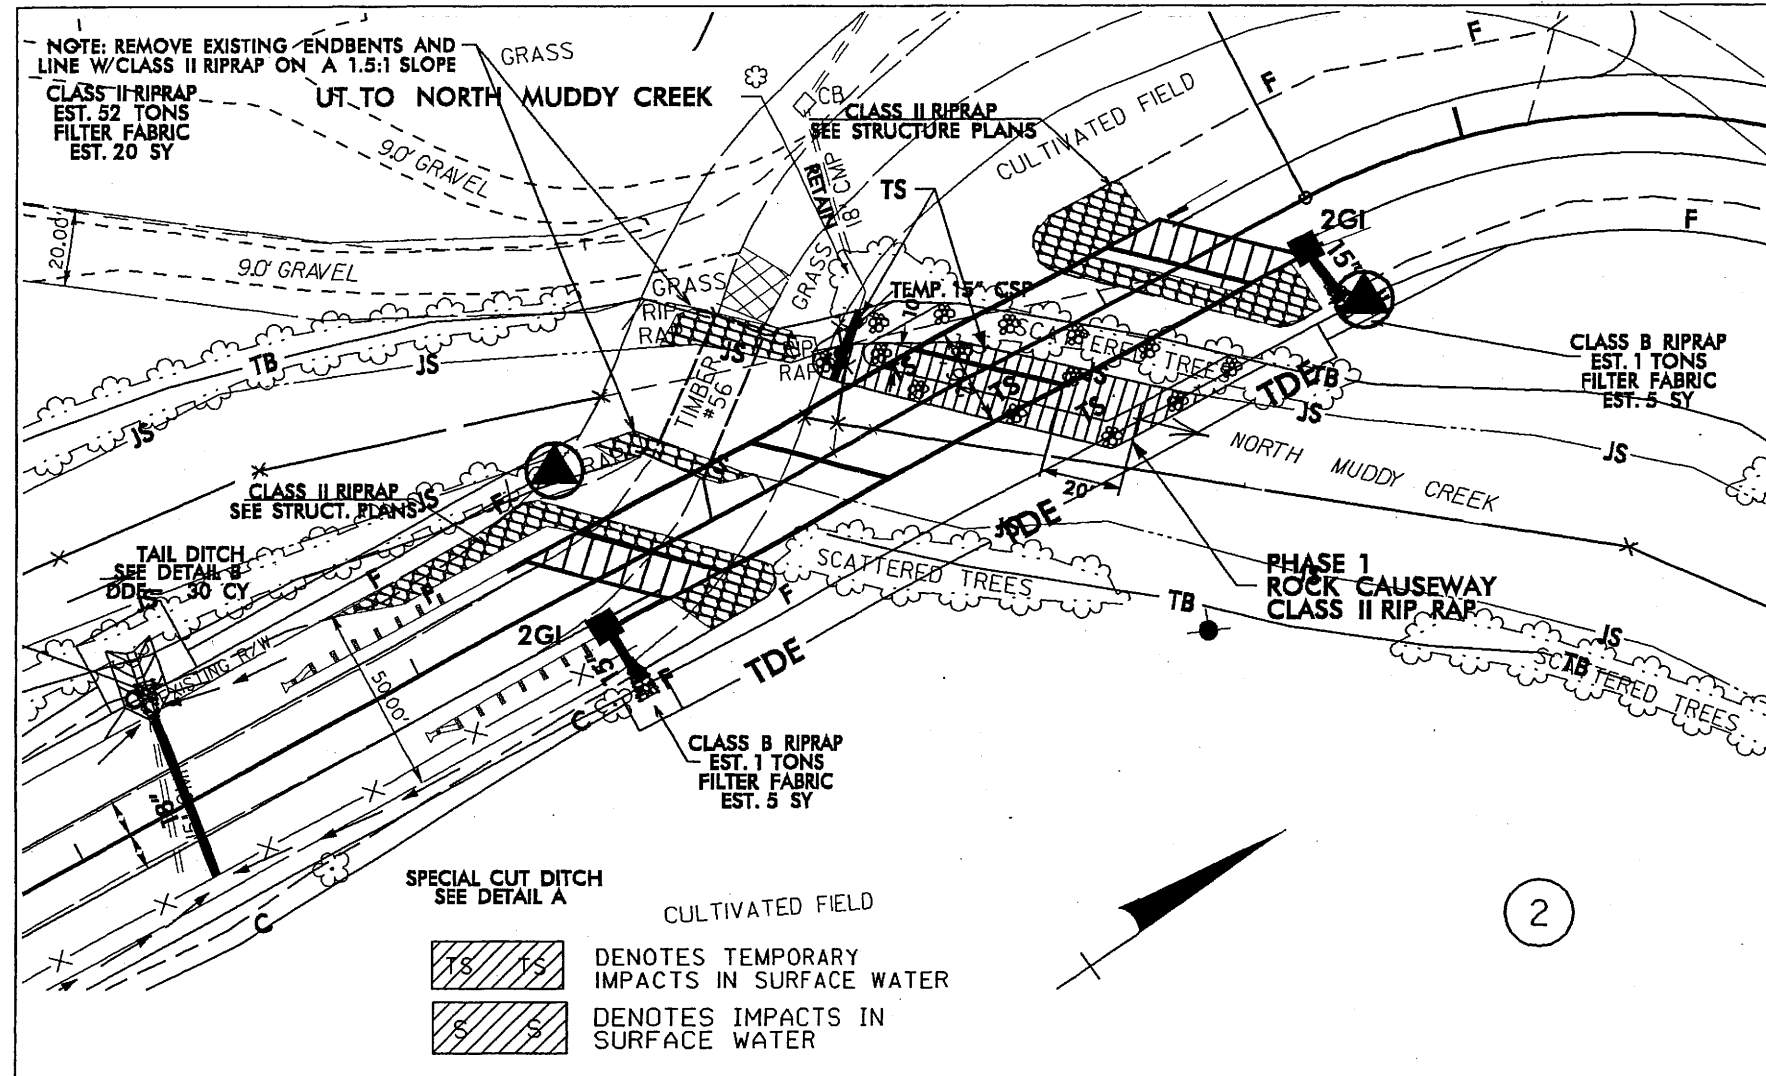 NOTE: REMOVE EXISTING ENDBENTS AND
LINE W/CLASS II RIPRAP ON A 1.5:1 SLOPE
CLASS II RIPRAP
EST. 52 TONS
FILTER FABRIC
EST. 20 SY
GRASS
UT TO NORTH MUDDY CREEK
CB
CLASS II RIPRAP
SEE STRUCTURE PLANS
CULTIVATED FIELD
F
F
F
9.0' GRAVEL
RETAIN
18" CMP
TS
2GI
15"
20.00'
9.0' GRAVEL
GRASS
GRASS
TEMP. 15" CSP
10'
RIP
RAP
JS
RIP
RAP
SCATTERED TREES
TS
TS
TS
TB
JS
JS
TIMBER
#56
TDE
TB
JS
CLASS B RIPRAP
EST. 1 TONS
FILTER FABRIC
EST. 5 SY
NORTH MUDDY CREEK
JS
20'
CLASS II RIPRAP
SEE STRUCT. PLANS
JS
TDE
JS
TAIL DITCH
SEE DETAIL B
DDE= 30 CY
JS
F
F
F
SCATTERED TREES
TB
PHASE 1
ROCK CAUSEWAY
CLASS II RIP RAP
JS
JS
TB
SCATTERED TREES
EXISTING R/W
50.00'
2GI
15"
F
TDE
C
CLASS B RIPRAP
EST. 1 TONS
FILTER FABRIC
EST. 5 SY
18"
C
SPECIAL CUT DITCH
SEE DETAIL A
CULTIVATED FIELD
2
TS TS
DENOTES TEMPORARY
IMPACTS IN SURFACE WATER
S S
DENOTES IMPACTS IN
SURFACE WATER